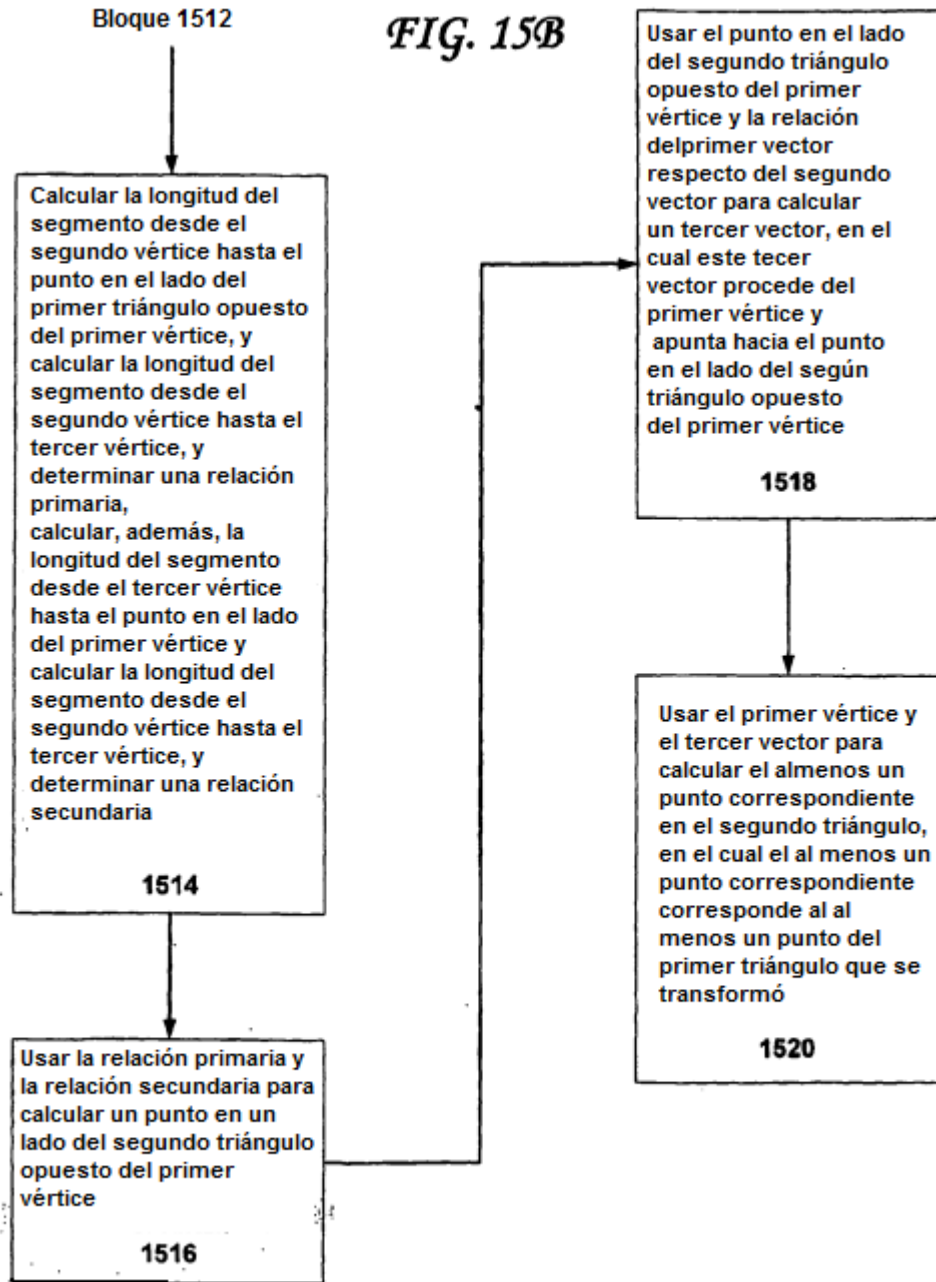 Bloque 1512
FIG. 15B
Calcular la longitud del
segmento desde el
segundo vértice hasta el
punto en el lado del
primer triángulo opuesto
del primer vértice, y
calcular la longitud del
segmento desde el
segundo vértice hasta el
tercer vértice, y
determinar una relación
primaria,
calcular, además, la
longitud del segmento
desde el tercer vértice
hasta el punto en el lado
del primer vértice y
calcular la longitud del
segmento desde el
segundo vértice hasta el
tercer vértice, y
determinar una relación
secundaria
1514
Usar la relación primaria y
la relación secundaria para
calcular un punto en un
lado del segundo triángulo
opuesto del primer
vértice
1516
Usar el punto en el lado
del segundo triángulo
opuesto del primer
vértice y la relación
delprimer vector
respecto del segundo
vector para calcular
un tercer vector, en el
cual este tecer
vector procede del
primer vértice y
apunta hacia el punto
en el lado del según
triángulo opuesto
del primer vértice
1518
Usar el primer vértice y
el tercer vector para
calcular el almenos un
punto correspondiente
en el segundo triángulo,
en el cual el al menos un
punto correspondiente
corresponde al al
menos un punto del
primer triángulo que se
transformó
1520